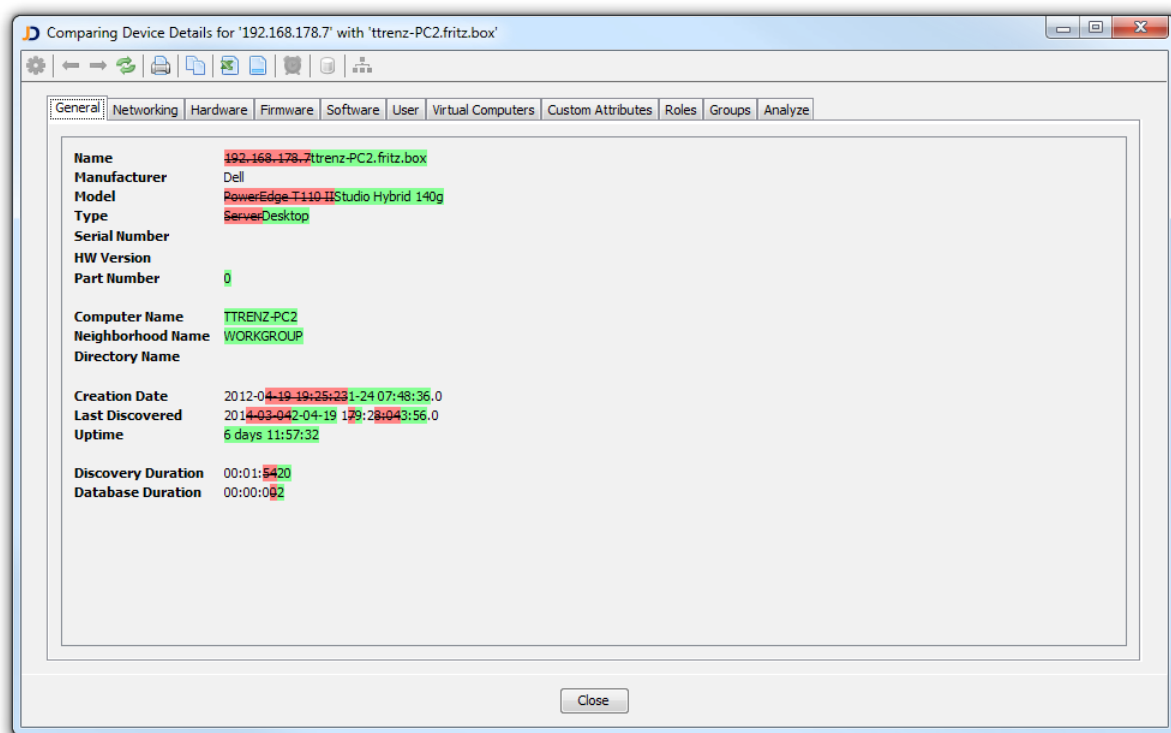 Comparing Device Details for '192.168.178.7' with 'ttrenz-PC2.fritz.box'
General Networking Hardware Firmware Software User Virtual Computers Custom Attributes Roles Groups Analyze
Name 192.168.178.7ttrenz-PC2.fritz.box
Manufacturer Dell
Model PowerEdge T110 IIStudio Hybrid 140g
Type ServerDesktop
Serial Number
HW Version
Part Number 0
Computer Name TTRENZ-PC2
Neighborhood Name WORKGROUP
Directory Name
Creation Date 2012-04-19 19:25:231-24 07:48:36.0
Last Discovered 2014-03-042-04-19 179:28:043:56.0
Uptime 6 days 11:57:32
Discovery Duration 00:01:5420
Database Duration 00:00:002
Close